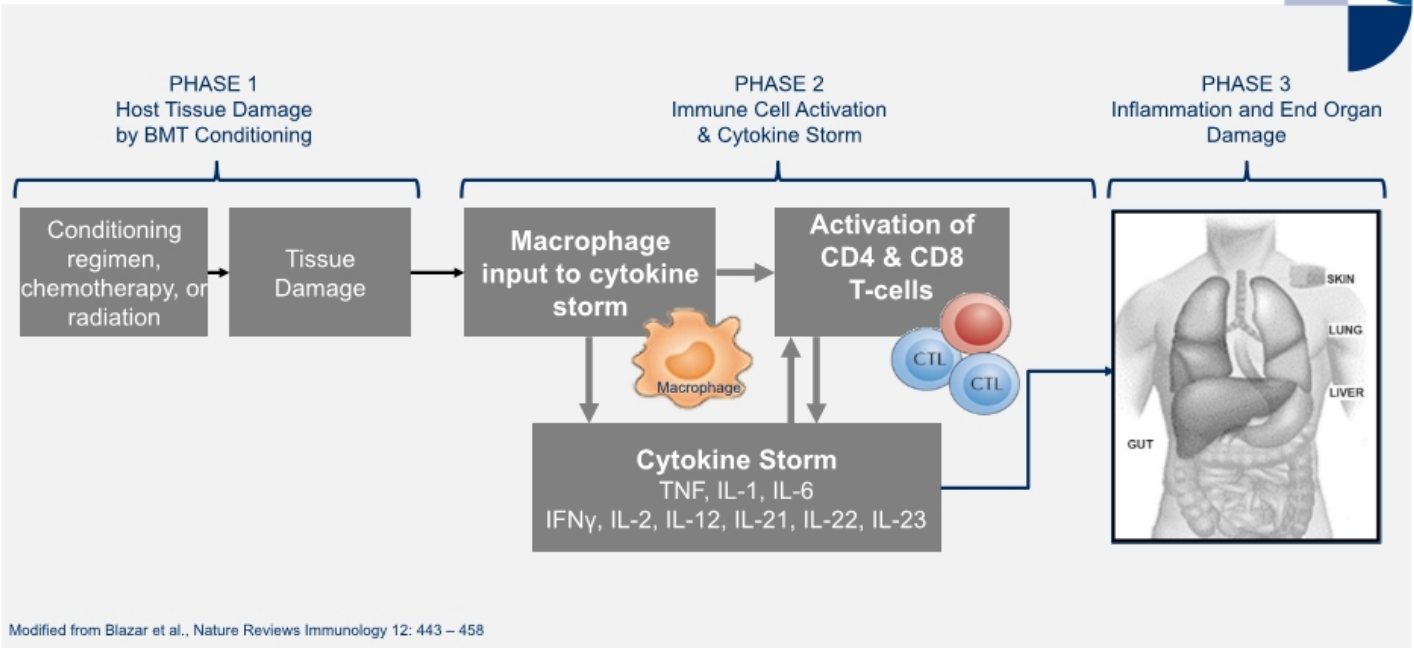 PHASE 1
Host Tissue Damage
by BMT Conditioning
PHASE 2
Immune Cell Activation
& Cytokine Storm
PHASE 3
Inflammation and End Organ
Damage
Conditioning
regimen,
chemotherapy, or
radiation
Tissue
Damage
Macrophage
input to cytokine
storm
Macrophage
Activation of
CD4 & CD8
T-cells
CTL
CTL
Cytokine Storm
TNF, IL-1, IL-6
IFNγ, IL-2, IL-12, IL-21, IL-22, IL-23
SKIN
LUNG
LIVER
GUT
Modified from Blazar et al., Nature Reviews Immunology 12: 443 – 458